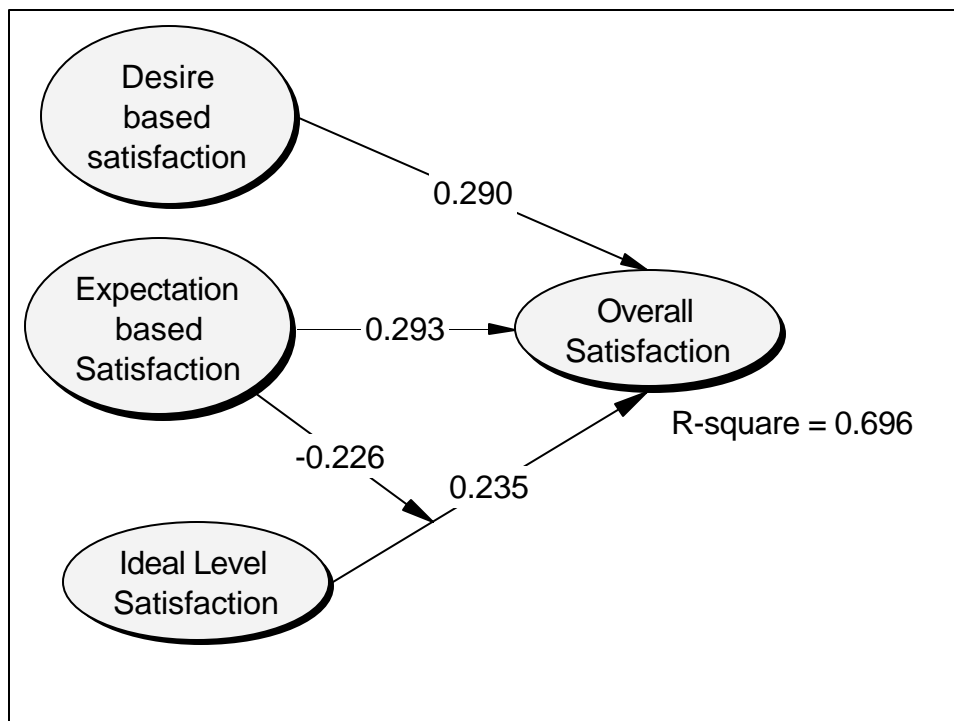 Desire
based
satisfaction
0.290
Expectation
based
Satisfaction
0.293
Overall
Satisfaction
R-square = 0.696
-0.226
0.235
Ideal Level
Satisfaction